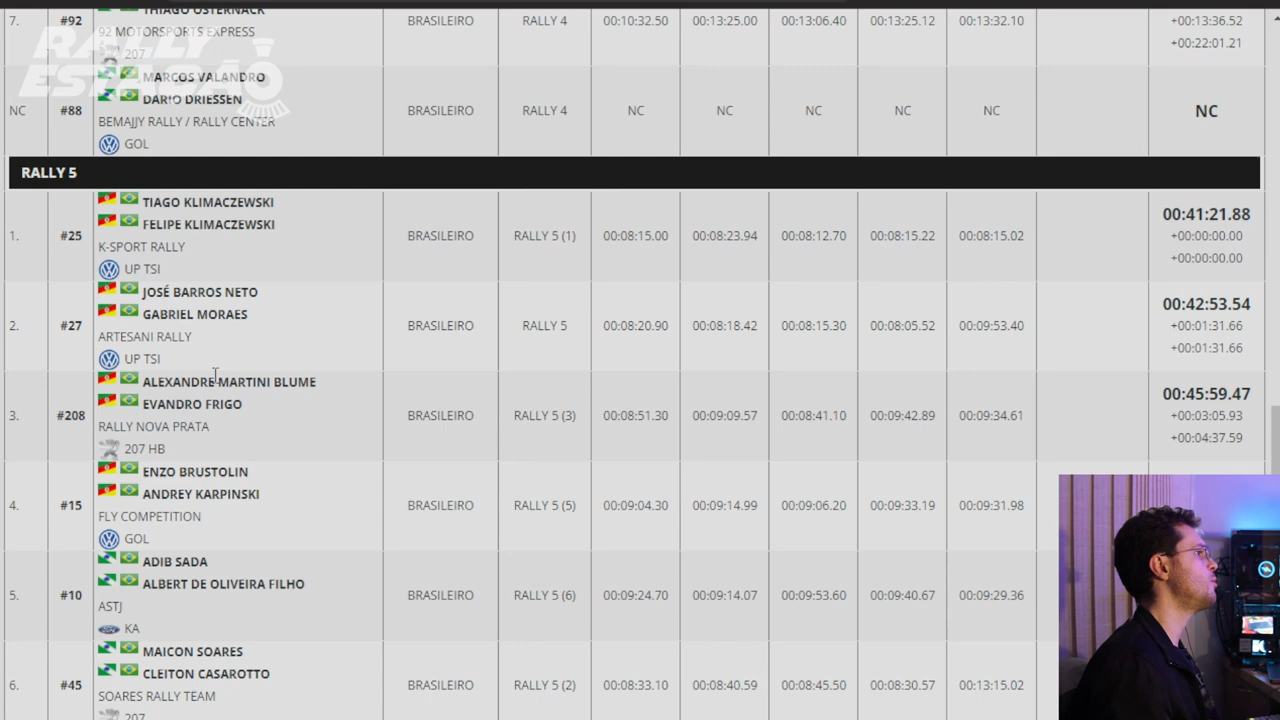 THIAGO OSTERNACK
7. #92 92 MOTORSPORTS EXPRESS BRASILEIRO RALLY 4 00:10:32.50 00:13:25.00 00:13:06.40 00:13:25.12 00:13:32.10 +00:13:36.52
207 +00:22:01.21
RALLY
ESTAÇÃO
MARCOS VALANDRO
DARIO DRIESSEN
NC #88 BEMAJJY RALLY / RALLY CENTER BRASILEIRO RALLY 4 NC NC NC NC NC NC
GOL
RALLY 5
TIAGO KLIMACZEWSKI 00:41:21.88
FELIPE KLIMACZEWSKI
1. #25 K-SPORT RALLY BRASILEIRO RALLY 5 (1) 00:08:15.00 00:08:23.94 00:08:12.70 00:08:15.22 00:08:15.02 +00:00:00.00
UP TSI +00:00:00.00
JOSÉ BARROS NETO 00:42:53.54
GABRIEL MORAES
2. #27 ARTESANI RALLY BRASILEIRO RALLY 5 00:08:20.90 00:08:18.42 00:08:15.30 00:08:05.52 00:09:53.40 +00:01:31.66
UP TSI +00:01:31.66
ALEXANDRE MARTINI BLUME 00:45:59.47
EVANDRO FRIGO
3. #208 RALLY NOVA PRATA BRASILEIRO RALLY 5 (3) 00:08:51.30 00:09:09.57 00:08:41.10 00:09:42.89 00:09:34.61 +00:03:05.93
207 HB +00:04:37.59
ENZO BRUSTOLIN
ANDREY KARPINSKI
4. #15 FLY COMPETITION BRASILEIRO RALLY 5 (5) 00:09:04.30 00:09:14.99 00:09:06.20 00:09:33.19 00:09:31.98
GOL
ADIB SADA
ALBERT DE OLIVEIRA FILHO
5. #10 ASTJ BRASILEIRO RALLY 5 (6) 00:09:24.70 00:09:14.07 00:09:53.60 00:09:40.67 00:09:29.36
KA
MAICON SOARES
CLEITON CASAROTTO
6. #45 SOARES RALLY TEAM BRASILEIRO RALLY 5 (2) 00:08:33.10 00:08:40.59 00:08:45.50 00:08:30.57 00:13:15.02
207